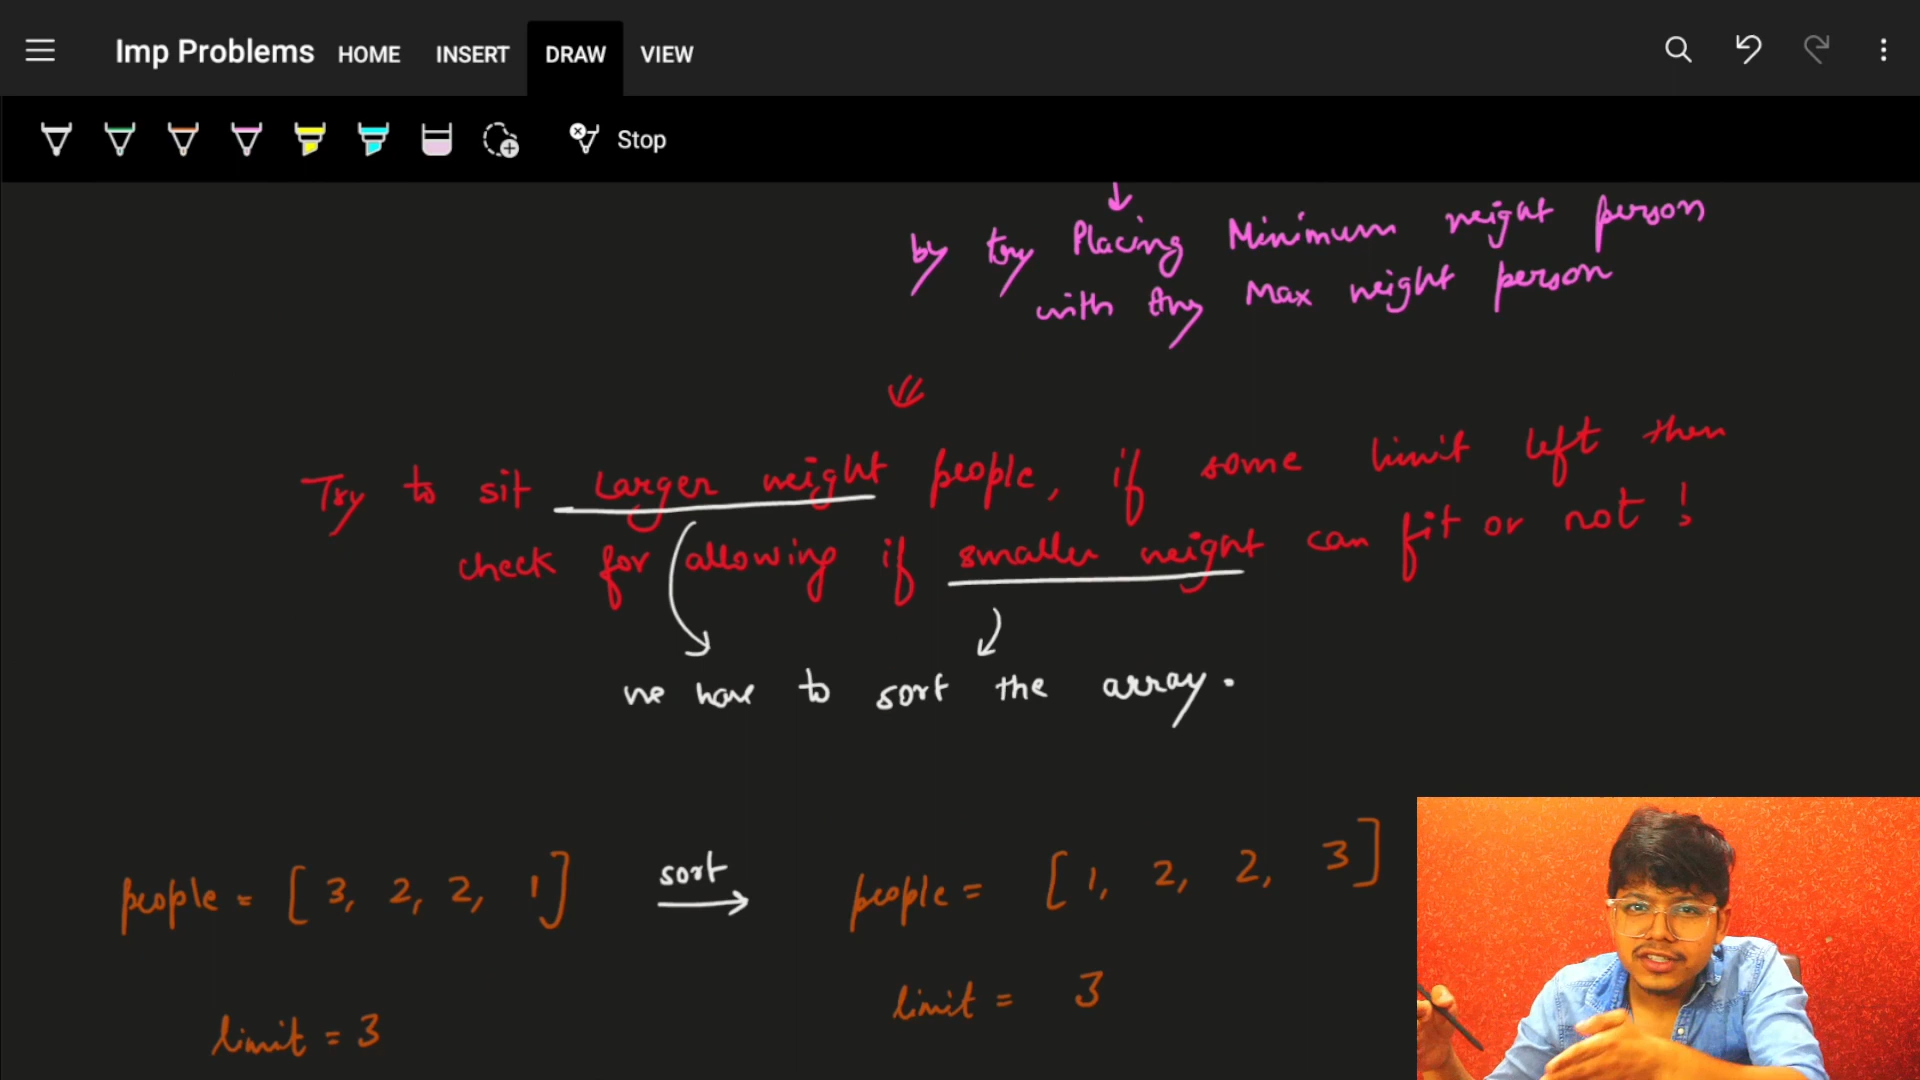 Imp Problems HOME INSERT DRAW VIEW
Stop
by try Placing Minimum weight person
with Any Max weight person
Try to sit Larger weight people, if some limit left then
check for allowing if smaller weight can fit or not!
we have to sort the array.
people = [3, 2, 2, 1] sort people = [1, 2, 2, 3]
limit = 3 limit = 3